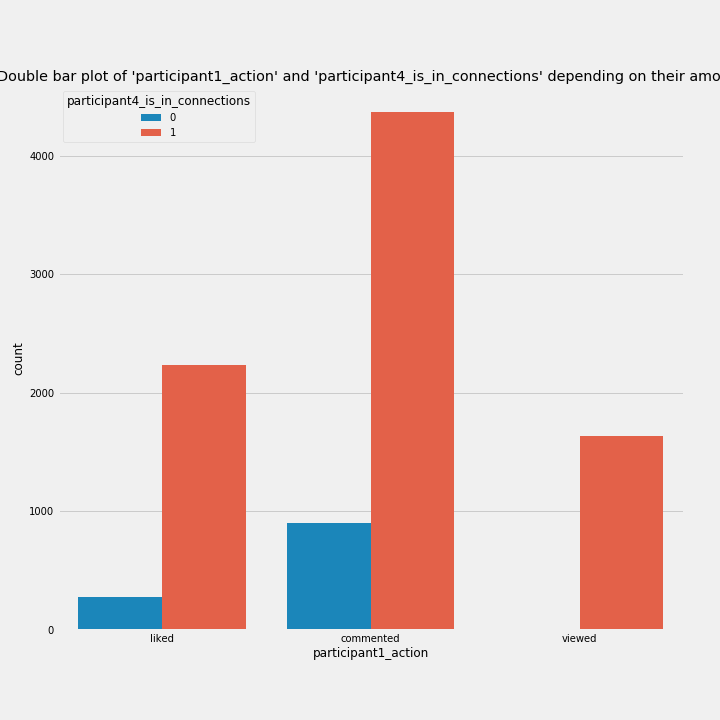 Double bar plot of 'participant1_action' and 'participant4_is_in_connections' depending on their
participant4_is_in_connections
0
1
4000
3000
2000
1000
0
count
liked commented viewed
participant1_action